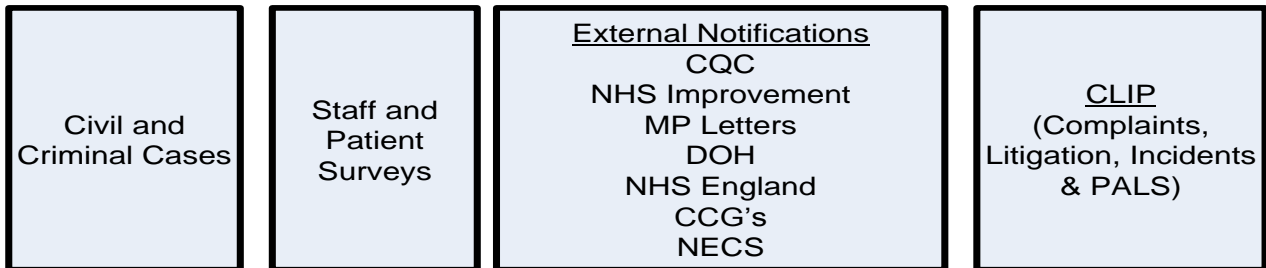 Civil and
Criminal Cases
Staff and
Patient
Surveys
External Notifications
CQC
NHS Improvement
MP Letters
DOH
NHS England
CCG's
NECS
CLIP
(Complaints,
Litigation, Incidents
& PALS)